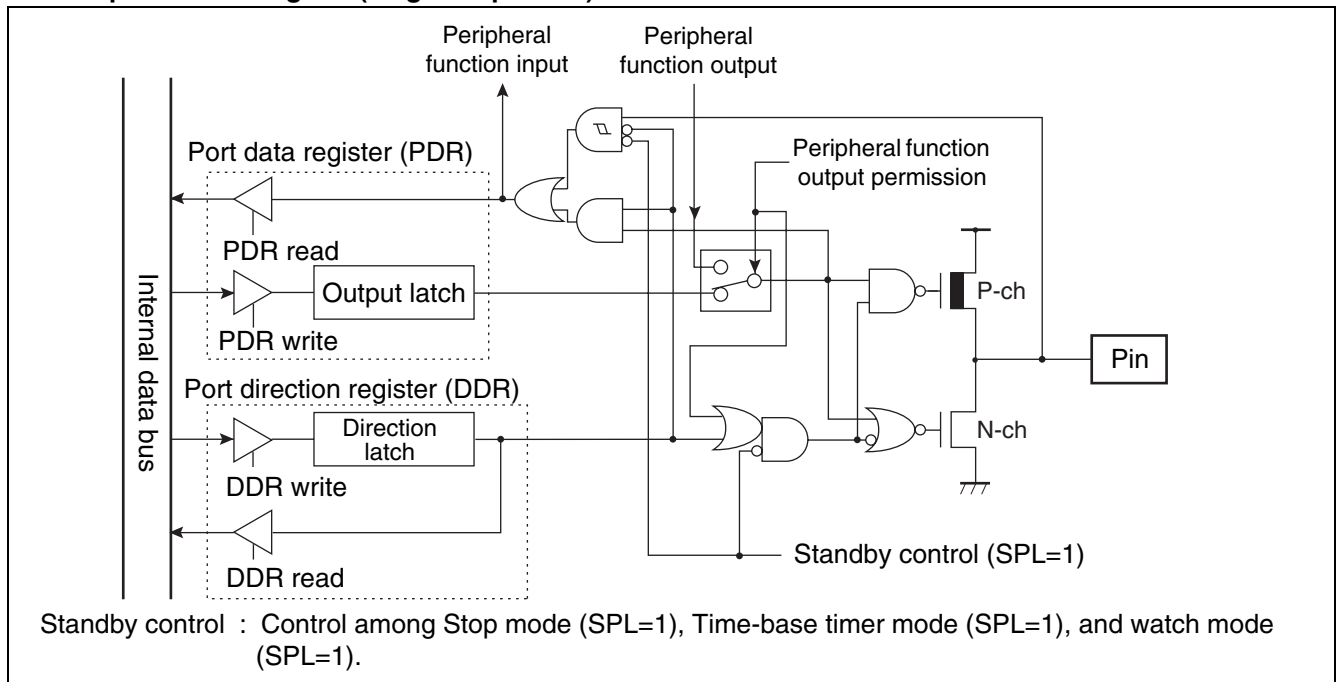 Peripheral
function input
Peripheral
function output
Port data register (PDR)
Peripheral function
output permission
PDR read
Output latch
PDR write
P-ch
Pin
Internal data bus
Port direction register (DDR)
Direction
latch
N-ch
DDR write
Standby control (SPL=1)
DDR read
Standby control : Control among Stop mode (SPL=1), Time-base timer mode (SPL=1), and watch mode
(SPL=1).